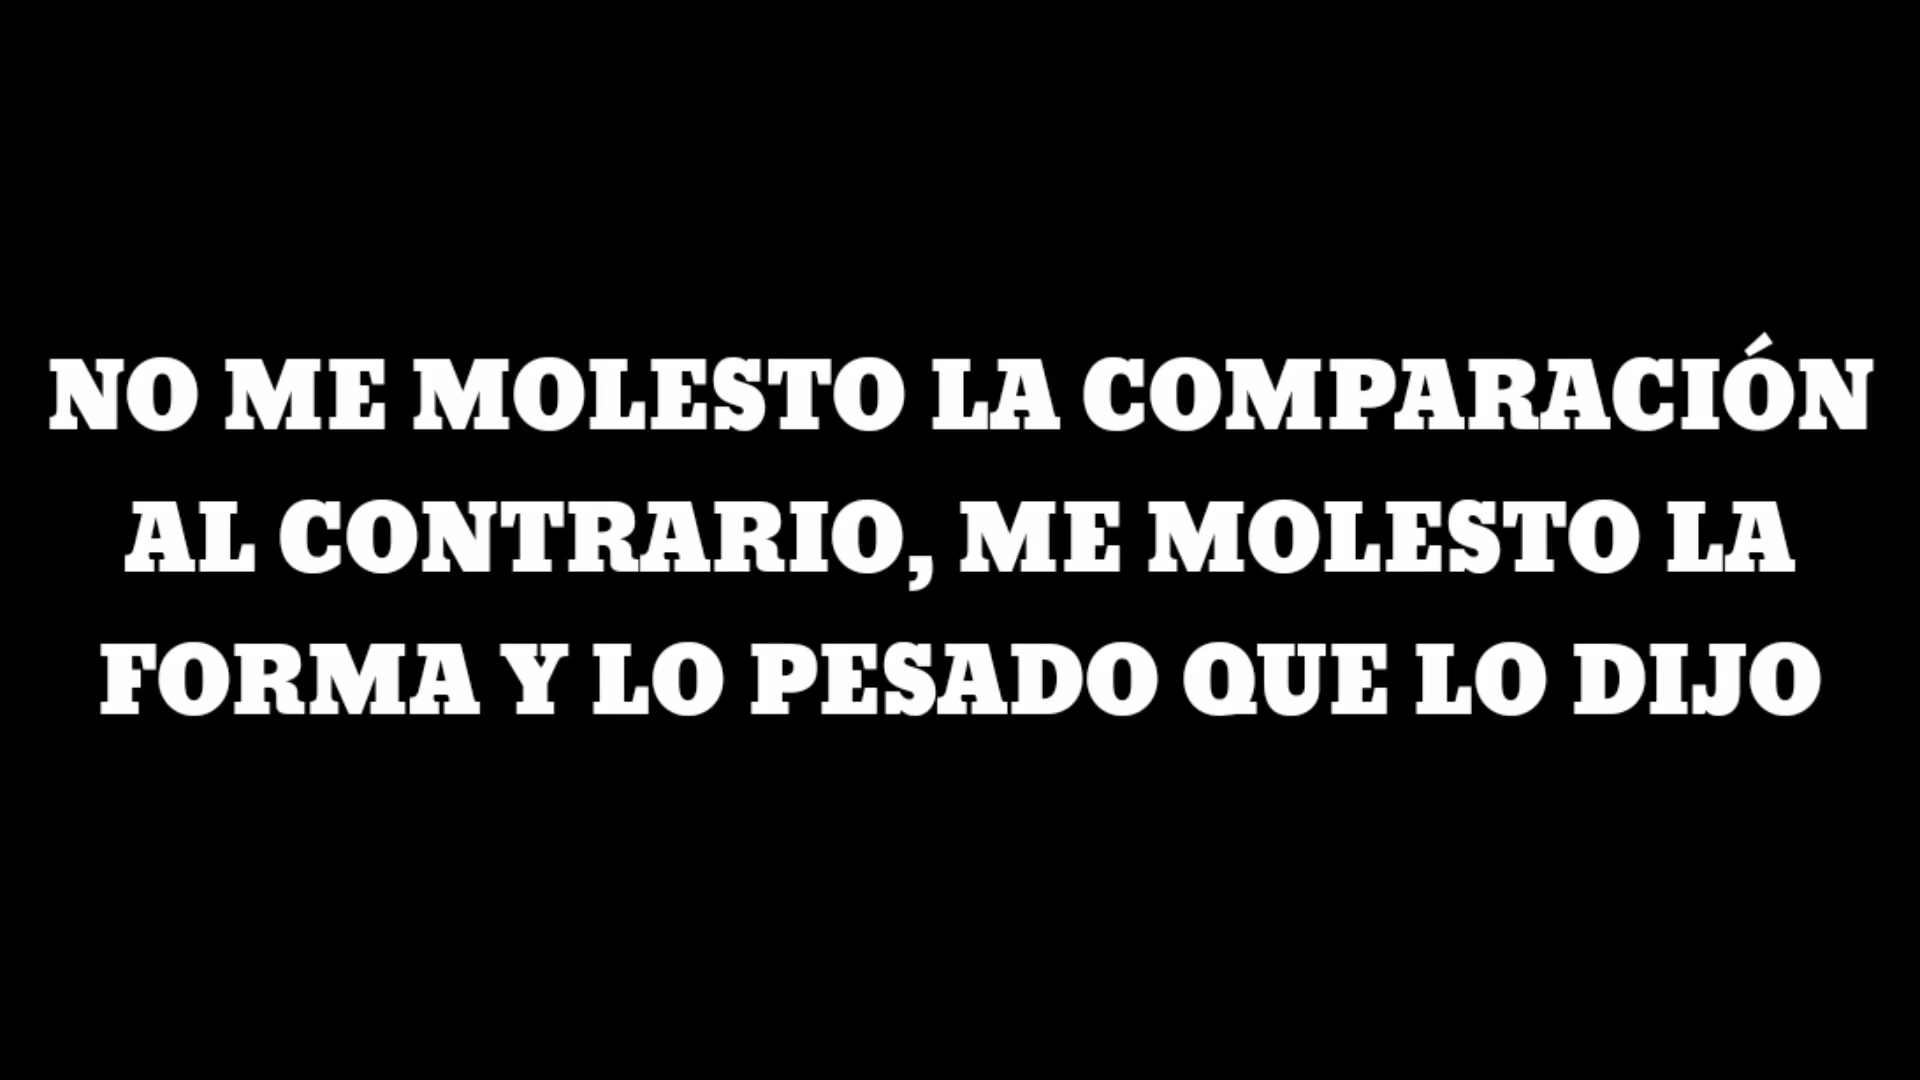 NO ME MOLESTO LA COMPARACIÓN
AL CONTRARIO, ME MOLESTO LA
FORMA Y LO PESADO QUE LO DIJO